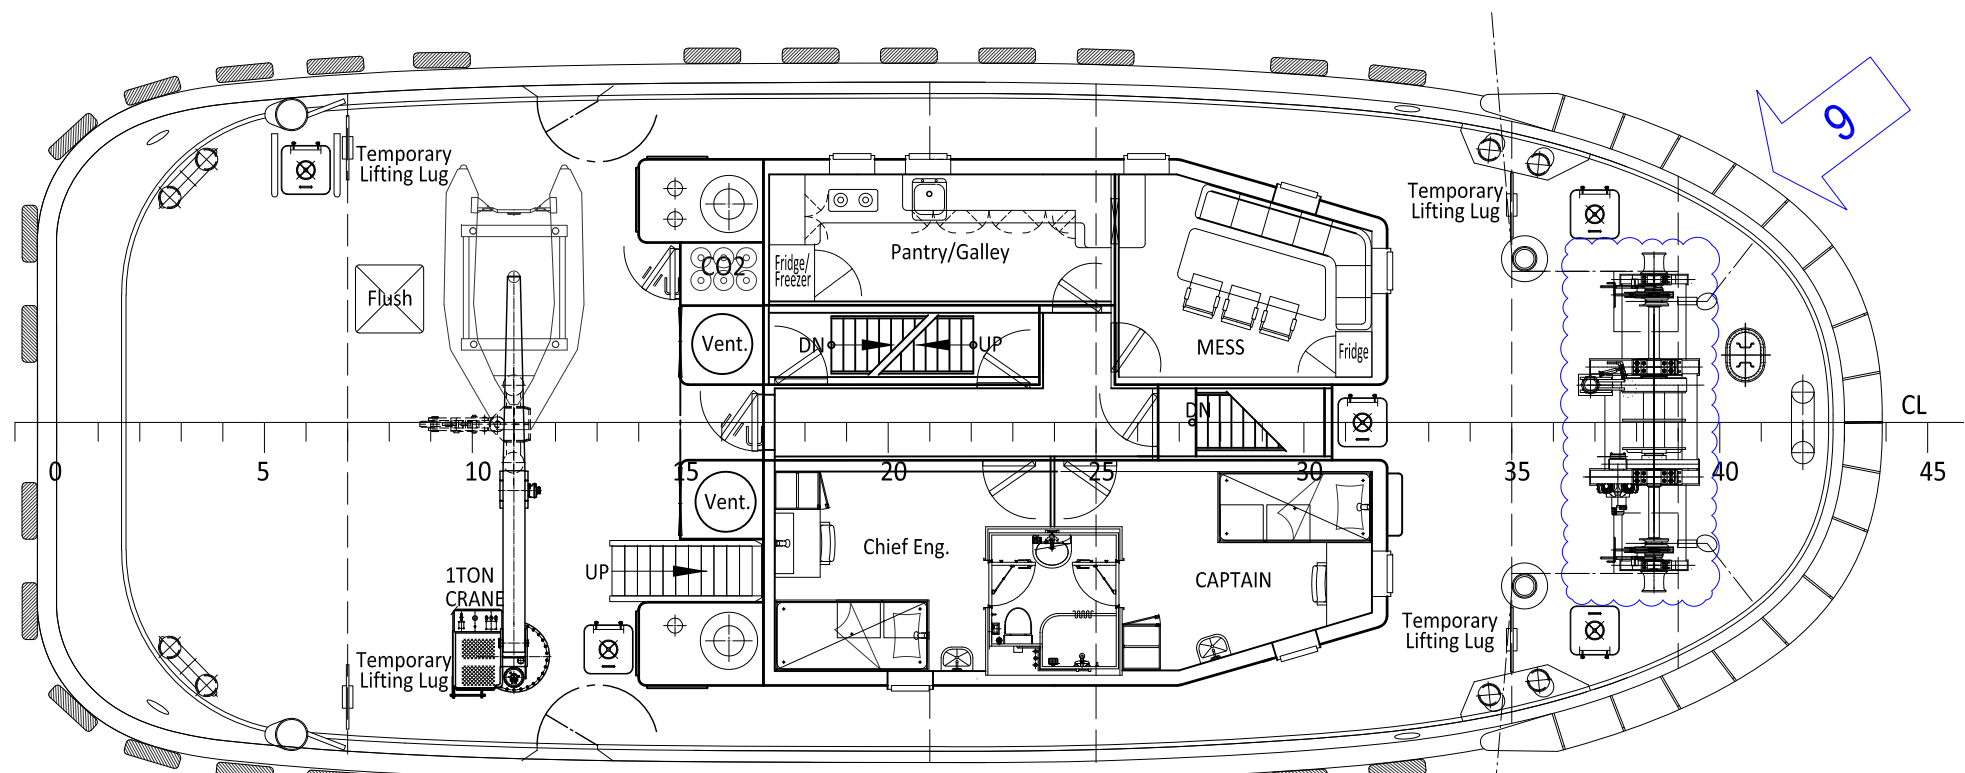 9
Temporary
Lifting Lug
Temporary
Lifting Lug
Pantry/Galley
CO2
Fridge/
Freezer
Flush
DN
UP
Vent.
MESS
Fridge
DN
CL
0
5
10
15
20
25
30
35
40
45
Vent.
Chief Eng.
UP
CAPTAIN
1TON
CRANE
Temporary
Lifting Lug
Temporary
Lifting Lug